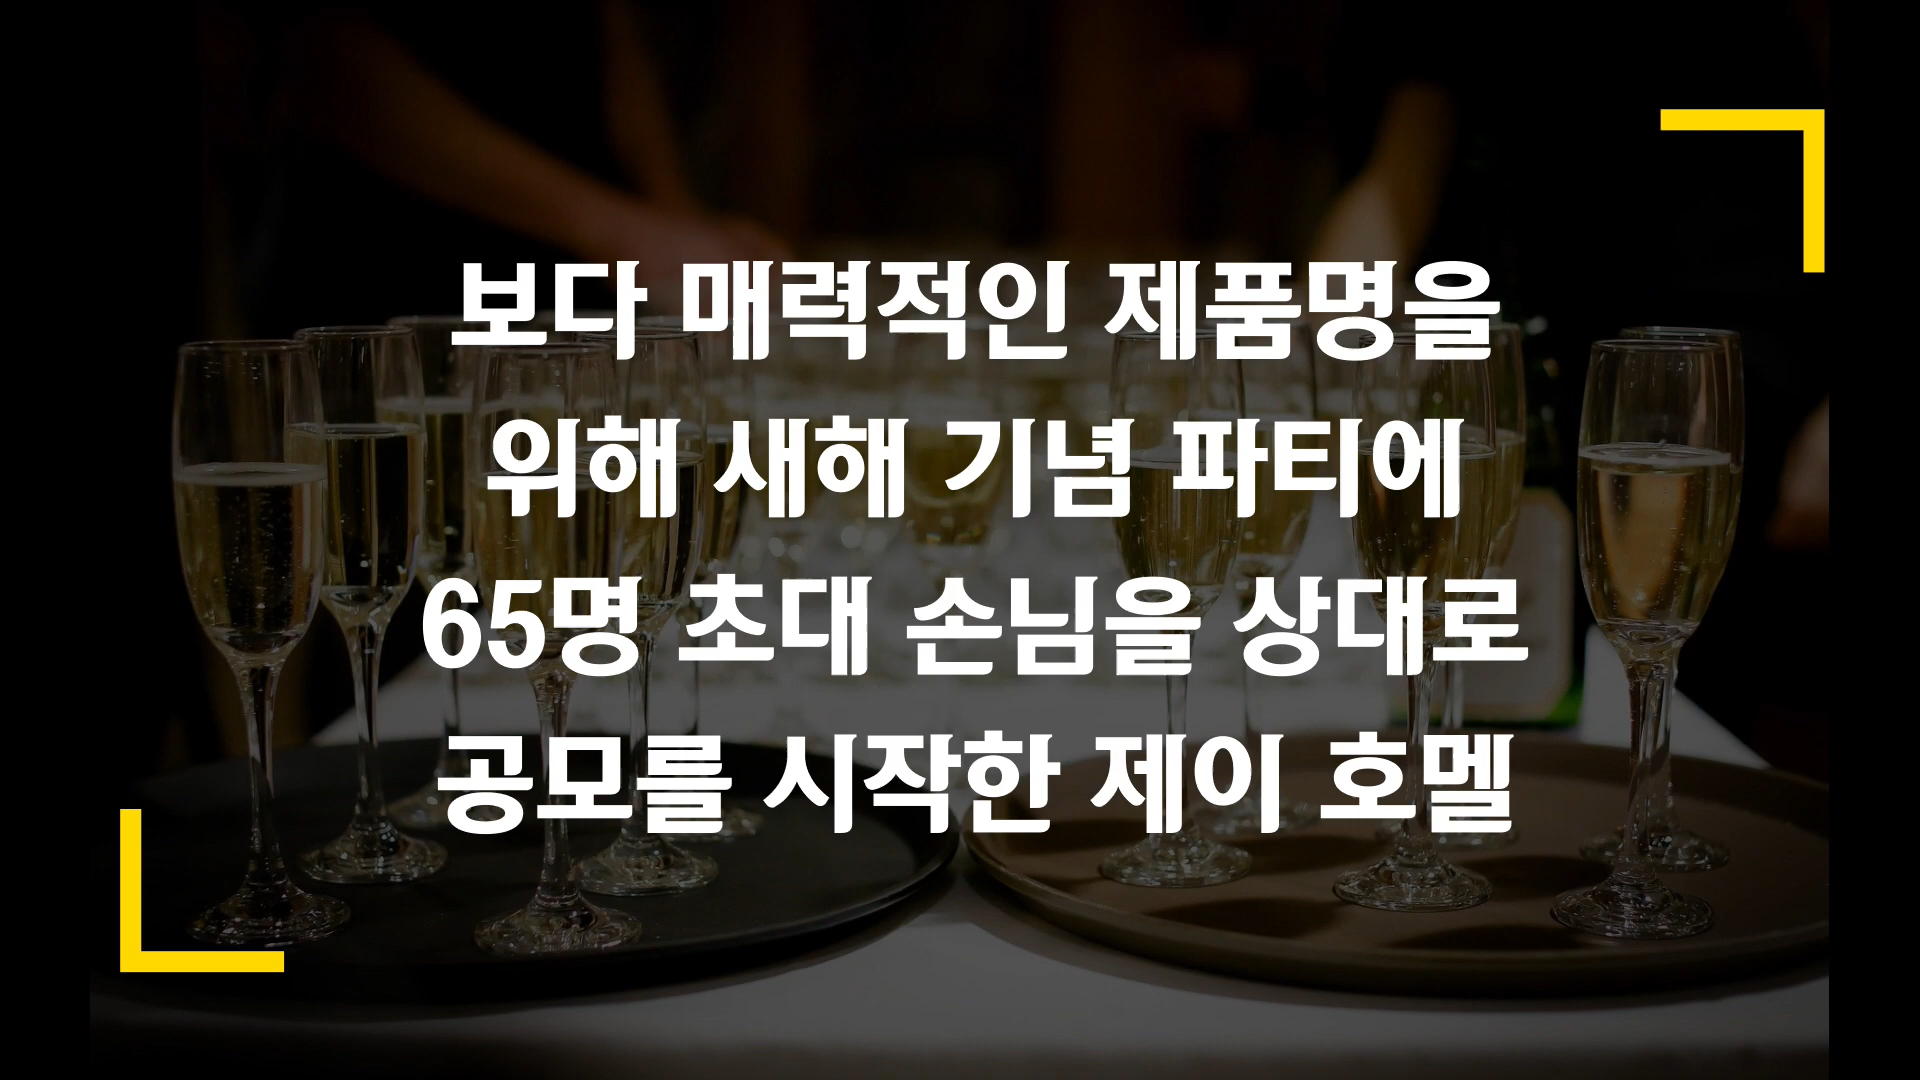 보다 매력적인 제품명을
위해 새해 기념 파티에
65명 초대 손님을 상대로
공모를 시작한 제이 호멜